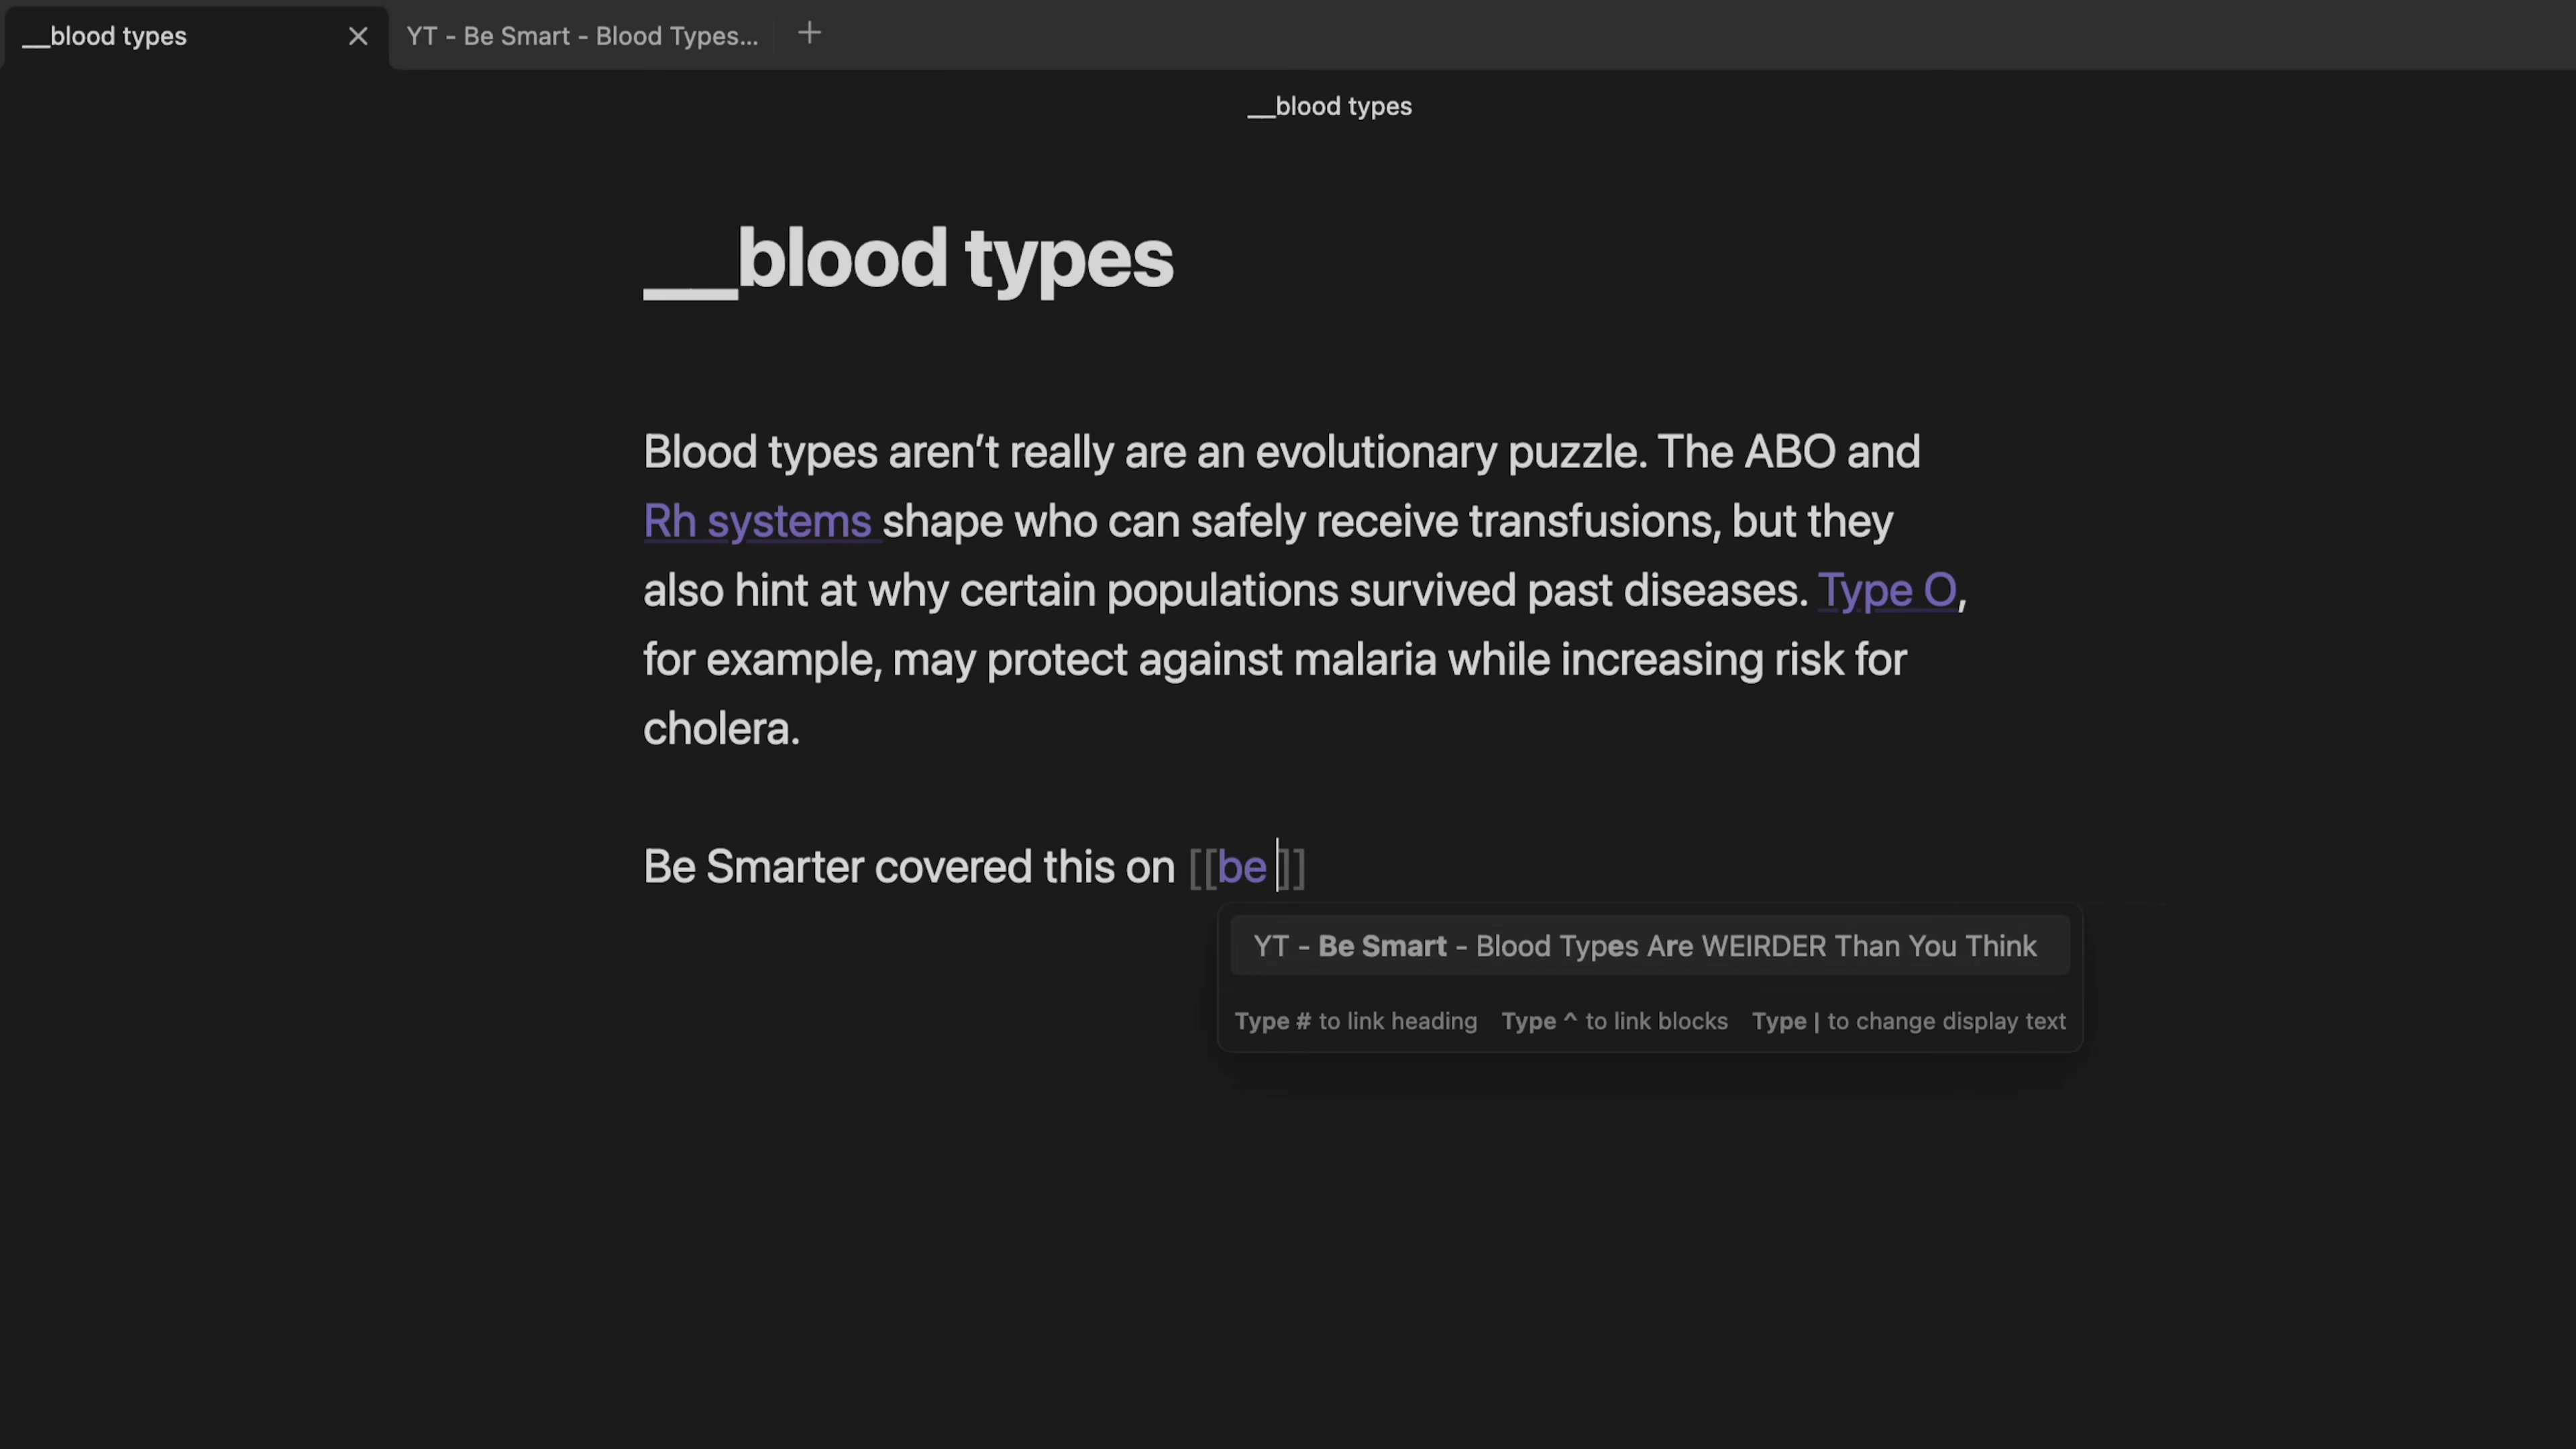 __blood types
YT - Be Smart - Blood Types...
__blood types
__blood types
Blood types aren’t really are an evolutionary puzzle. The ABO and
Rh systems shape who can safely receive transfusions, but they
also hint at why certain populations survived past diseases. Type O,
for example, may protect against malaria while increasing risk for
cholera.
Be Smarter covered this on [[be ]]
YT - Be Smart - Blood Types Are WEIRDER Than You Think
Type # to link heading Type ^ to link blocks Type | to change display text